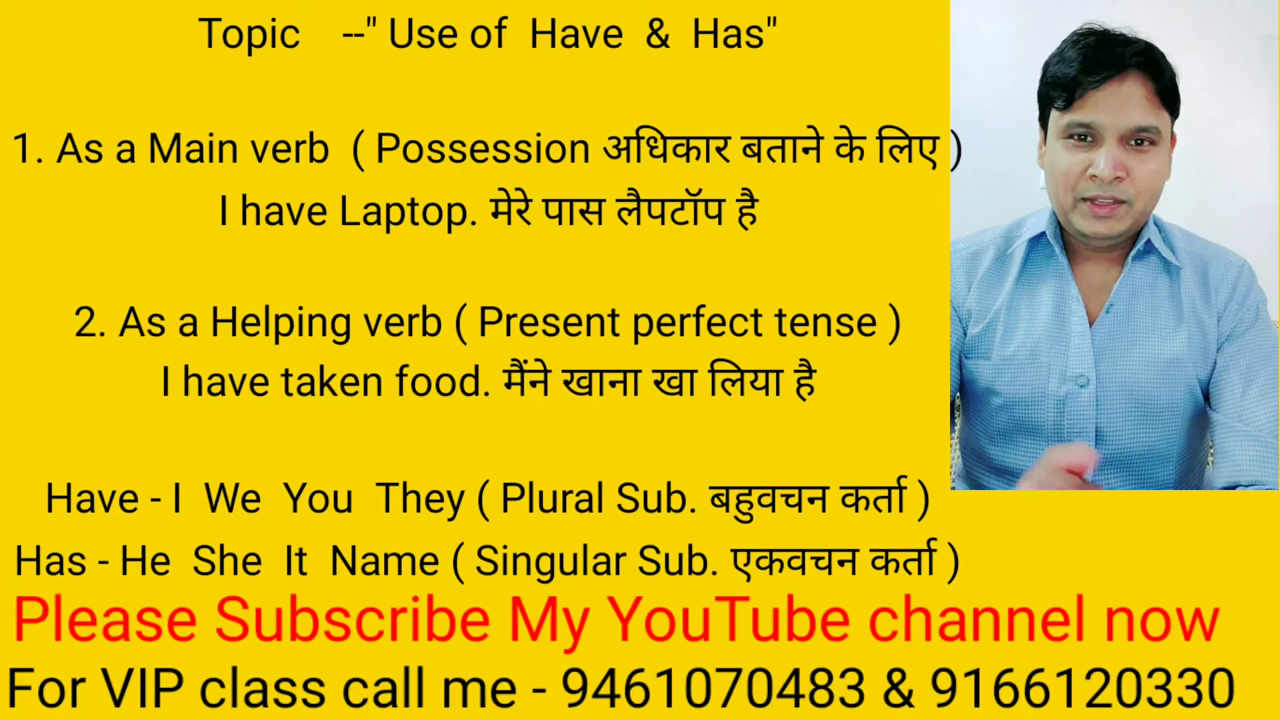 Topic --" Use of Have & Has"
1. As a Main verb ( Possession अधिकार बताने के लिए )
I have Laptop. मेरे पास लैपटॉप है
2. As a Helping verb ( Present perfect tense )
I have taken food. मैंने खाना खा लिया है
Have - I We You They ( Plural Sub. बहुवचन कर्ता )
Has - He She It Name ( Singular Sub. एकवचन कर्ता )
Please Subscribe My YouTube channel now
For VIP class call me - 9461070483 & 9166120330